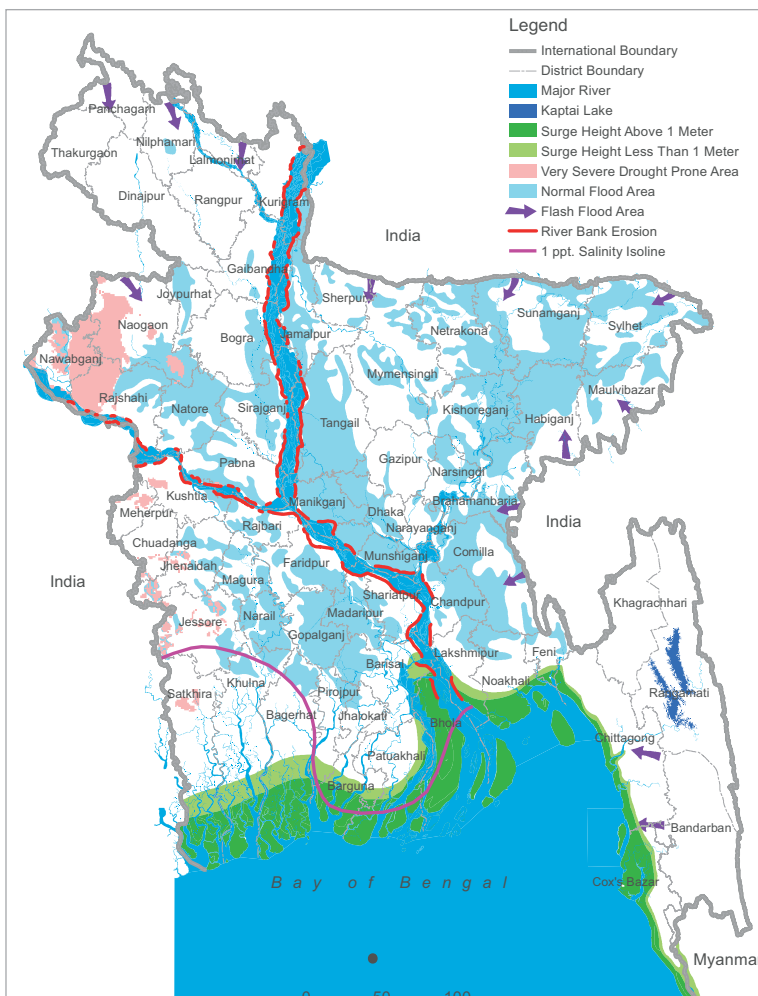 Legend
International Boundary
District Boundary
Major River
Kaptai Lake
Surge Height Above 1 Meter
Surge Height Less Than 1 Meter
Very Severe Drought Prone Area
Normal Flood Area
Flash Flood Area
River Bank Erosion
1 ppt. Salinity Isoline
Panchagarh
Nilphamari
Thakurgaon
Lalmonirhat
Dinajpur
Rangpur
Kurigram
India
Gaibandha
Joypurhat
Sherpur
Naogaon
Sunamganj
Sylhet
Bogra
Jamalpur
Netrakona
Nawabganj
Mymensingh
Rajshahi
Maulvibazar
Natore
Sirajganj
Kishoreganj
Habiganj
Tangail
Gazipur
Pabna
Narsingdi
Kushtia
Manikganj
Brahamanbaria
Meherpur
Dhaka
Rajbari
Narayanganj
India
Chuadanga
Munshiganj
Comilla
Jhenaidah
Faridpur
India
Magura
Shariatpur
Chandpur
Khagrachhari
Jessore
Narail
Madaripur
Gopalganj
Lakshmipur
Feni
Barisal
Noakhali
Satkhira
Khulna
Pirojpur
Rangamati
Bagerhat
Jhalokati
Bhola
Chittagong
Patuakhali
Barguna
Bandarban
Bay of Bengal
Cox's Bazar
Myanmar
0 50 100